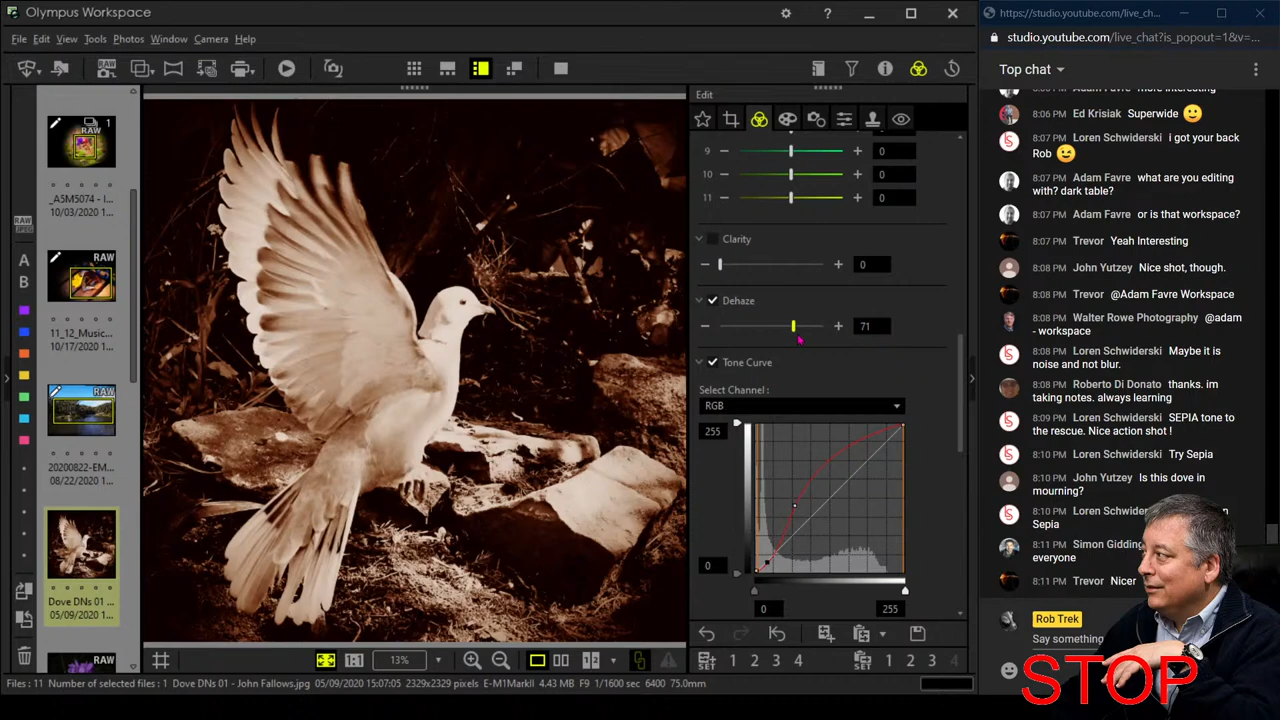 Olympus Workspace
?
File Edit View Tools Photos Window Camera Help
RAW 1
_A5M5074 - I...
10/03/2020 1...
RAW
11_12_Music...
10/17/2020 1...
RAW
20200822-EM...
08/22/2020 1...
Dove DNs 01 ...
05/09/2020 1...
RAW
RAW
JPEG
A
B
Edit
9 − + 0
10 − + 0
11 − + 0
Clarity
− + 0
Dehaze
− + 71
Tone Curve
Select Channel :
RGB
255
0
0 255
1 2 3 4 1 2 3 4
1:1 13%
Files : 11 Number of selected files : 1 Dove DNs 01 - John Fallows.jpg 05/09/2020 15:07:05 2329x2329 pixels E-M1MarkII 4.43 MB F9 1/1600 sec 6400 75.0mm
https://studio.youtube.com/live_c...
studio.youtube.com/live_chat?is_popout=1&v=...
Top chat
Adam Favre more interesting
8:06 PM Ed Krisiak Superwide
8:07 PM Loren Schwiderski i got your back
Rob
8:07 PM Adam Favre what are you editing
with? dark table?
8:07 PM Adam Favre or is that workspace?
8:07 PM Trevor Yeah Interesting
8:08 PM John Yutzey Nice shot, though.
8:08 PM Trevor @Adam Favre Workspace
8:08 PM Walter Rowe Photography @adam
- workspace
8:08 PM Loren Schwiderski Maybe it is
noise and not blur.
8:08 PM Roberto Di Donato thanks. im
taking notes. always learning
8:09 PM Loren Schwiderski SEPIA tone to
the rescue. Nice action shot !
8:10 PM Loren Schwiderski Try Sepia
8:10 PM John Yutzey Is this dove in
mourning?
8:10 PM Loren
Sepia
8:11 PM Simon Gidding
everyone
8:11 PM Trevor Nicer
Rob Trek
Say something
STOP